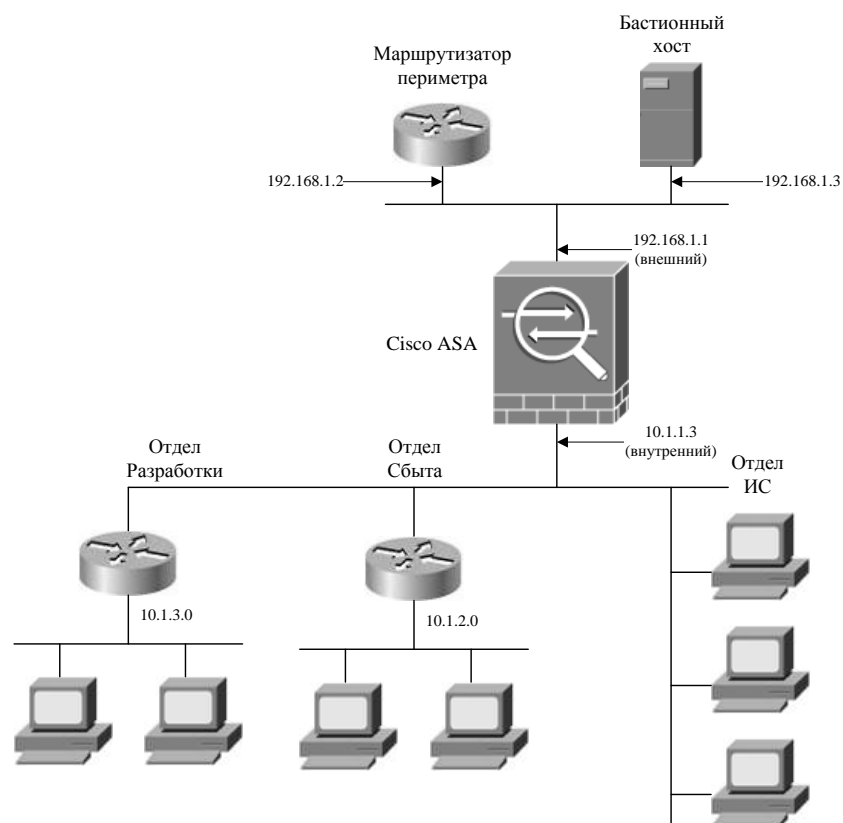 Бастионный
хост
Маршрутизатор
периметра
192.168.1.2
192.168.1.3
192.168.1.1
(внешний)
Cisco ASA
10.1.1.3
(внутренний)
Отдел
Разработки
Отдел
Сбыта
Отдел
ИС
10.1.3.0
10.1.2.0